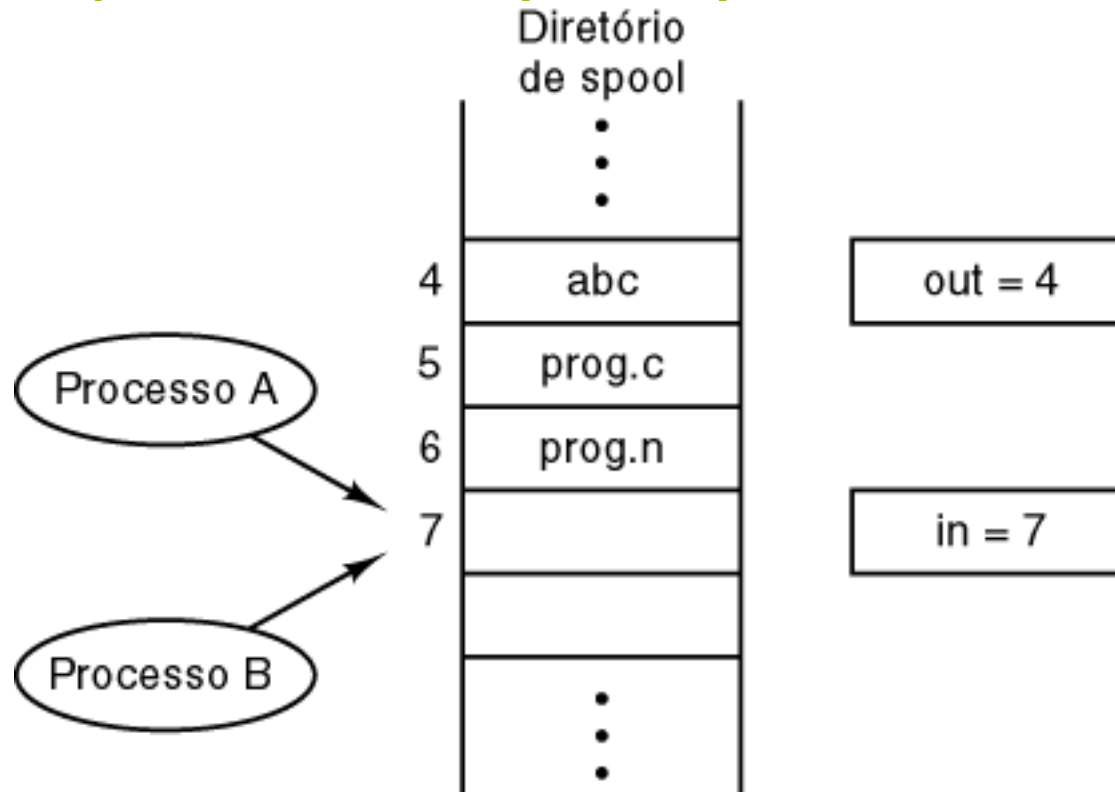 Diretório
de spool
4 abc out = 4
5 prog.c
Processo A
6 prog.n
7 in = 7
Processo B